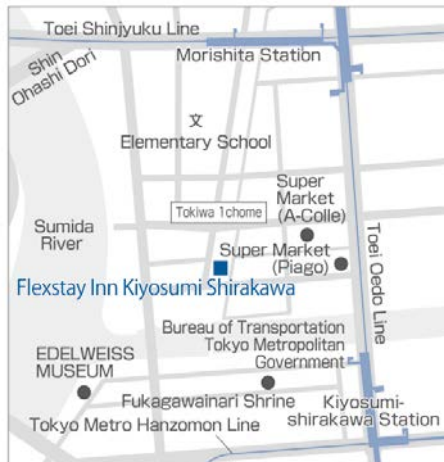 Toei Shinjyuku Line
Morishita Station
Shin
Ohashi Dori
文
Elementary School
Super
Market
(A-Colle)
Tokiwa 1chome
Sumida
River
Super Market
(Piago)
Toei Oedo Line
Flexstay Inn Kiyosumi Shirakawa
Bureau of Transportation
Tokyo Metropolitan
Government
EDELWEISS
MUSEUM
Fukagawainari Shrine
Kiyosumi-
shirakawa Station
Tokyo Metro Hanzomon Line